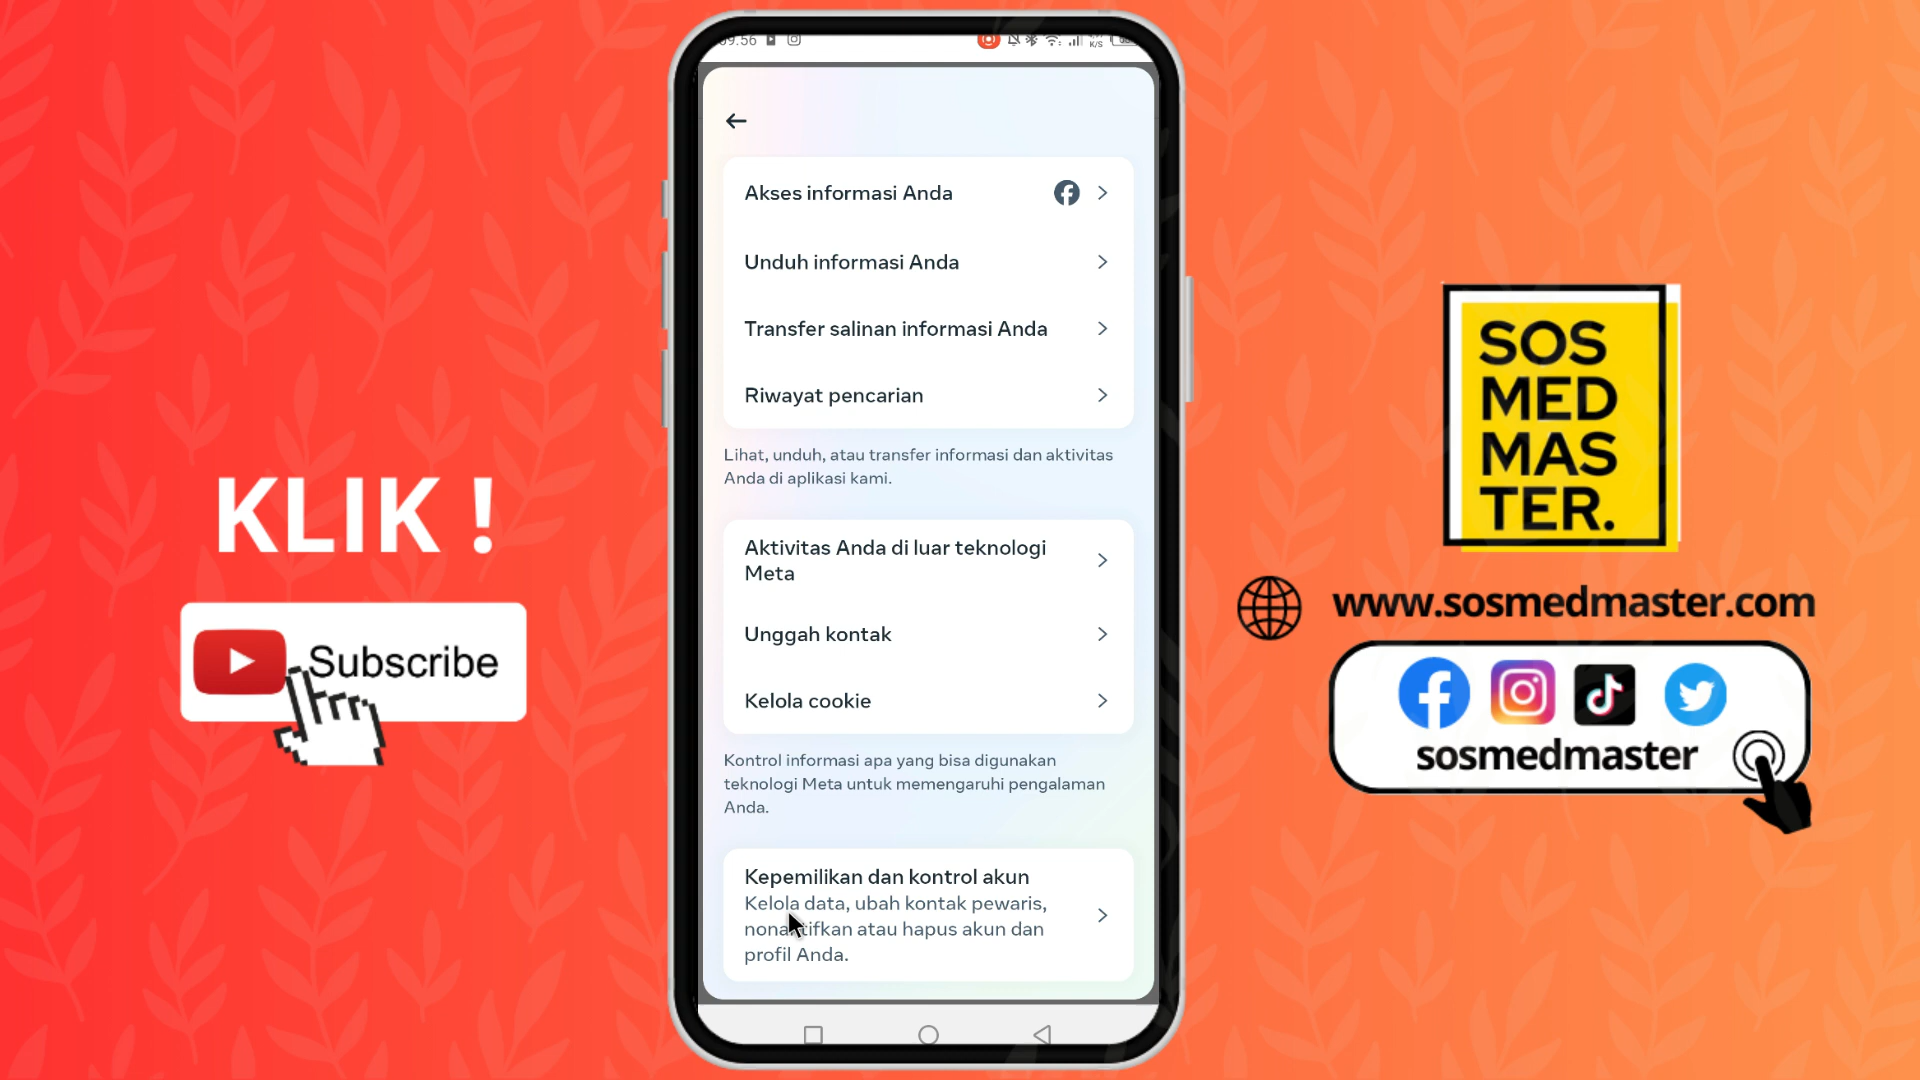 09.56
K/S
Akses informasi Anda
Unduh informasi Anda
Transfer salinan informasi Anda
Riwayat pencarian
Lihat, unduh, atau transfer informasi dan aktivitas
Anda di aplikasi kami.
Aktivitas Anda di luar teknologi
Meta
Unggah kontak
Kelola cookie
Kontrol informasi apa yang bisa digunakan
teknologi Meta untuk memengaruhi pengalaman
Anda.
Kepemilikan dan kontrol akun
Kelola data, ubah kontak pewaris,
nonaktifkan atau hapus akun dan
profil Anda.
KLIK !
Subscribe
SOS
MED
MAS
TER.
www.sosmedmaster.com
sosmedmaster